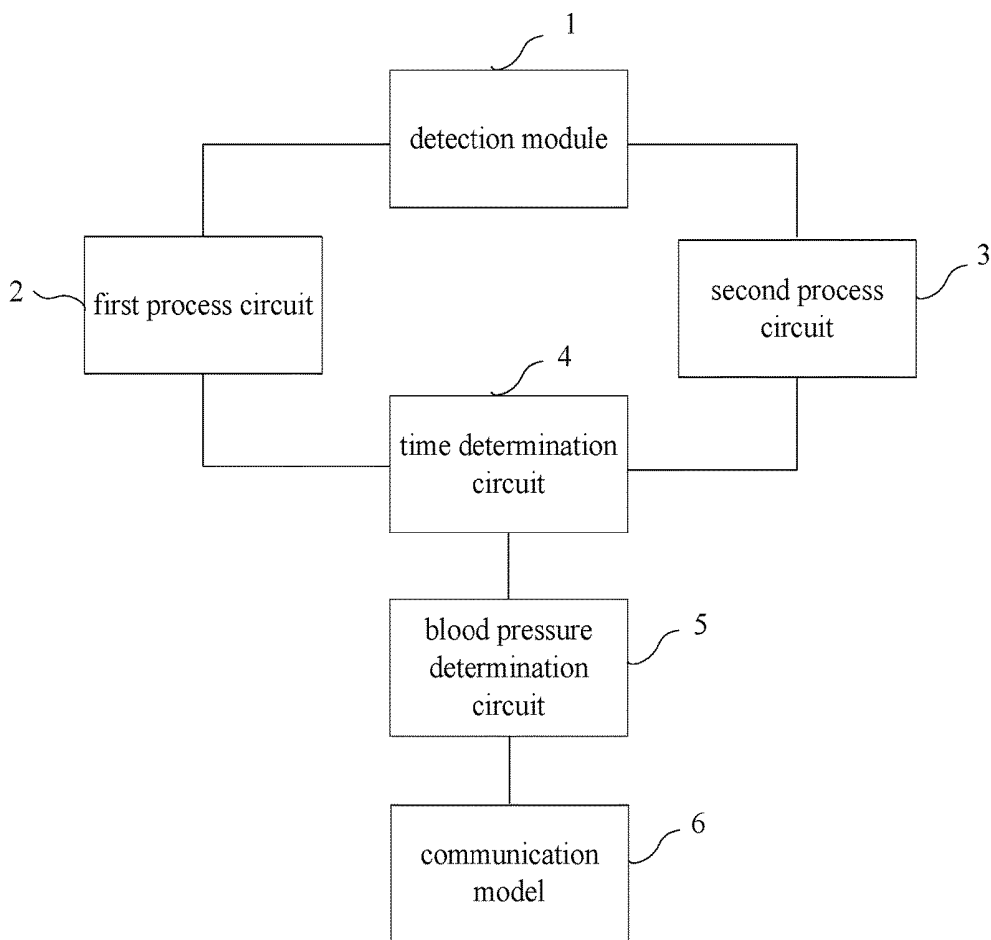 1
detection module
2
first process circuit
3
second process
circuit
4
time determination
circuit
5
blood pressure
determination
circuit
6
communication
model